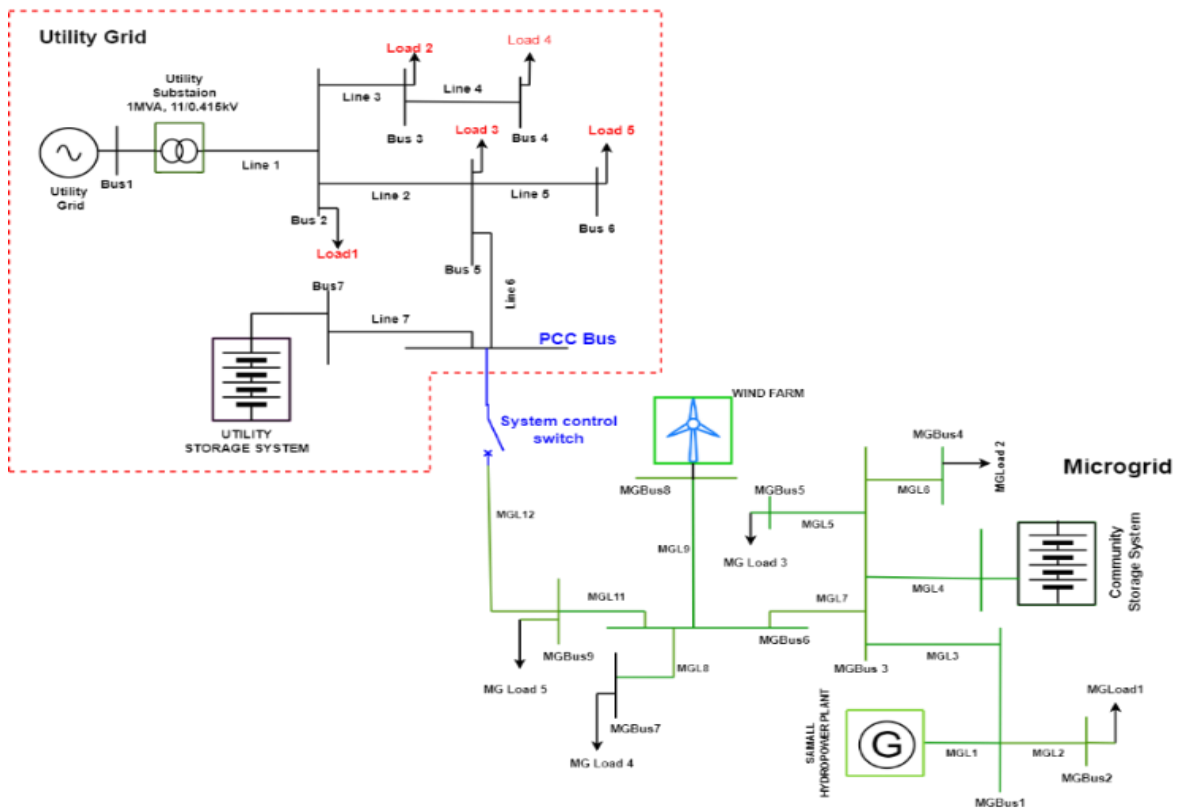 Utility Grid
Utility
Substaion
1MVA, 11/0.415kV
Load 2
Load 4
Line 3
Line 4
Bus 3
Bus 4
Load 3
Load 5
Bus1
Line 1
Utility
Grid
Line 2
Line 5
Bus 2
Bus 6
Load1
Bus 5
Bus7
Line 6
Line 7
PCC Bus
UTILITY
STORAGE SYSTEM
System control
switch
WIND FARM
MGBus4
MGLoad 2
Microgrid
MGBus8
MGBus5
MGL6
MGL12
MGL5
MGL9
MG Load 3
Community
Storage System
MGL4
MGL11
MGL7
MGBus6
MGBus9
MGL8
MGBus 3
MGL3
MG Load 5
MGBus7
MG Load 4
SAMALL
HYDROPOWER PLANT
G
MGL1
MGL2
MGLoad1
MGBus2
MGBus1